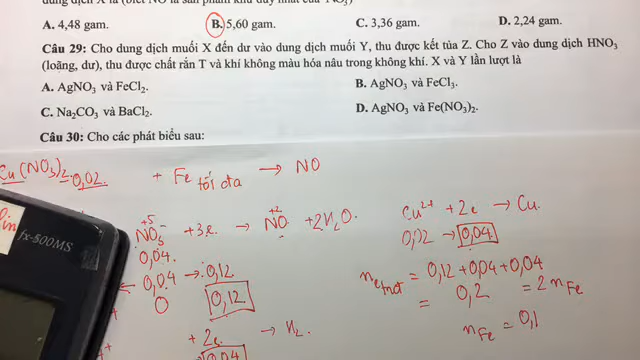 dung dịch X là (biết NO là sản phẩm khử duy nhất của
A. 4,48 gam. B. 5,60 gam. C. 3,36 gam. D. 2,24 gam.
Câu 29: Cho dung dịch muối X đến dư vào dung dịch muối Y, thu được kết tủa Z. Cho Z vào dung dịch HNO₃
(loãng, dư), thu được chất rắn T và khí không màu hóa nâu trong không khí. X và Y lần lượt là
A. AgNO₃ và FeCl₂. B. AgNO₃ và FeCl₃.
C. Na₂CO₃ và BaCl₂. D. AgNO₃ và Fe(NO₃)₂.
Câu 30: Cho các phát biểu sau:
Cu(NO₃)₂ = 0,02 + Fe tối đa → NO
+5 +2
NO₃⁻ + 3e → NO + 2H₂O.
0,04
← 0,04 → 0,12
0 0,12
+ 2e → H₂.
0,04
Cu²⁺ + 2e → Cu.
0,02 → 0,04
= 0,12 + 0,04 + 0,04
= 0,2 = 2nFe
nFe = 0,1
fx-500MS